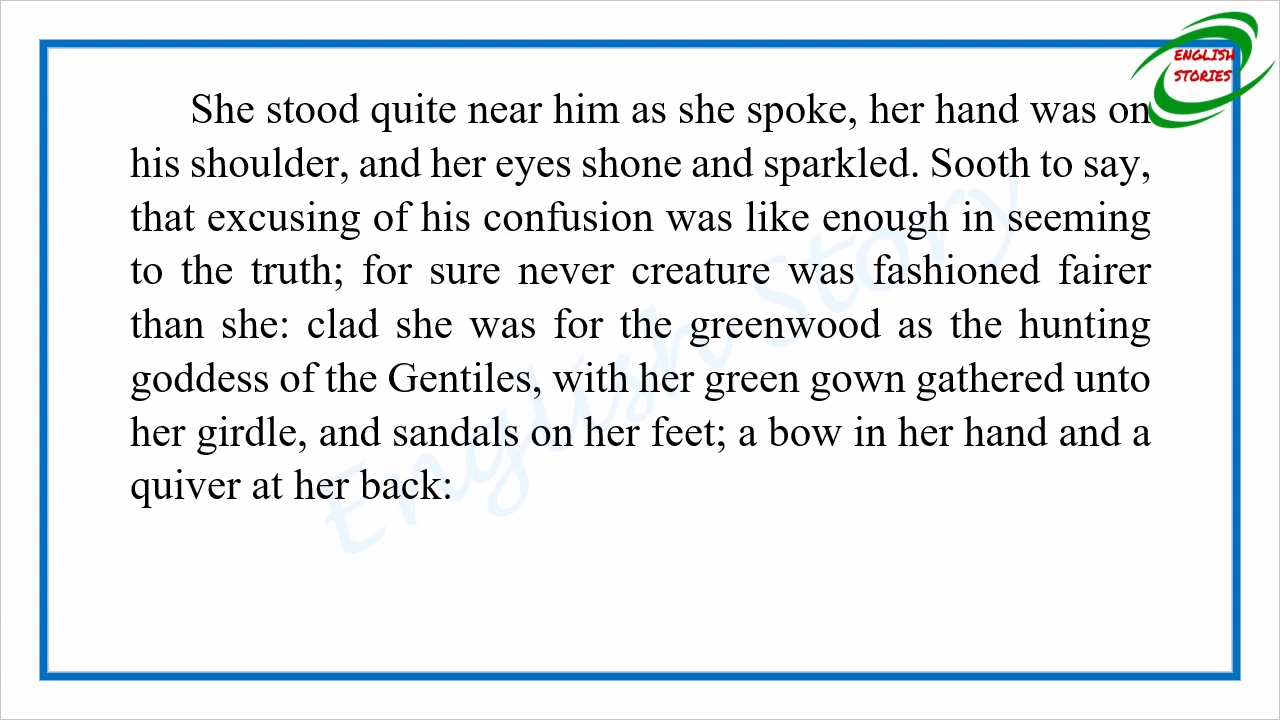 ENGLISH
STORIES
She stood quite near him as she spoke, her hand was on
his shoulder, and her eyes shone and sparkled. Sooth to say,
that excusing of his confusion was like enough in seeming
to the truth; for sure never creature was fashioned fairer
than she: clad she was for the greenwood as the hunting
goddess of the Gentiles, with her green gown gathered unto
her girdle, and sandals on her feet; a bow in her hand and a
quiver at her back:
English Story